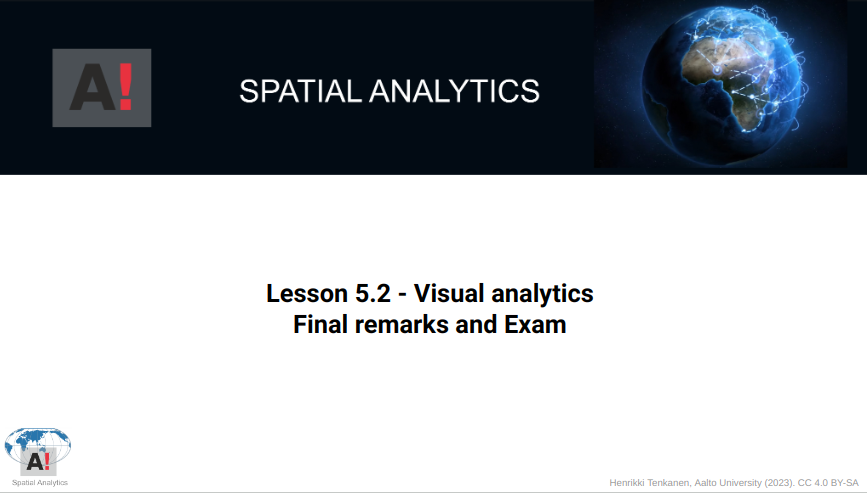 A!
SPATIAL ANALYTICS
Lesson 5.2 - Visual analytics
Final remarks and Exam
A!
Spatial Analytics
Henrikki Tenkanen, Aalto University (2023). CC 4.0 BY-SA